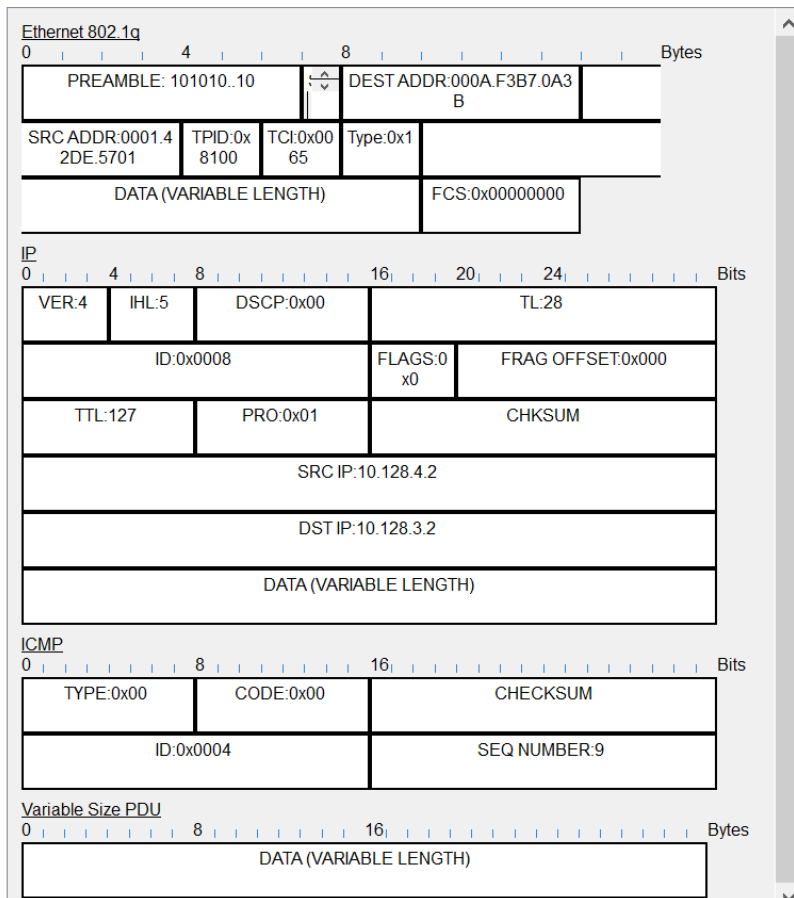 Ethernet 802.1q
0 4 8 Bytes
PREAMBLE: 101010..10 DEST ADDR:000A.F3B7.0A3
B
SRC ADDR:0001.4 TPID:0x TCI:0x00 Type:0x1
2DE.5701 8100 65
DATA (VARIABLE LENGTH) FCS:0x00000000
IP
0 4 8 16 20 24 Bits
VER:4 IHL:5 DSCP:0x00 TL:28
ID:0x0008 FLAGS:0 FRAG OFFSET:0x000
x0
TTL:127 PRO:0x01 CHKSUM
SRC IP:10.128.4.2
DST IP:10.128.3.2
DATA (VARIABLE LENGTH)
ICMP
0 8 16 Bits
TYPE:0x00 CODE:0x00 CHECKSUM
ID:0x0004 SEQ NUMBER:9
Variable Size PDU
0 8 16 Bytes
DATA (VARIABLE LENGTH)